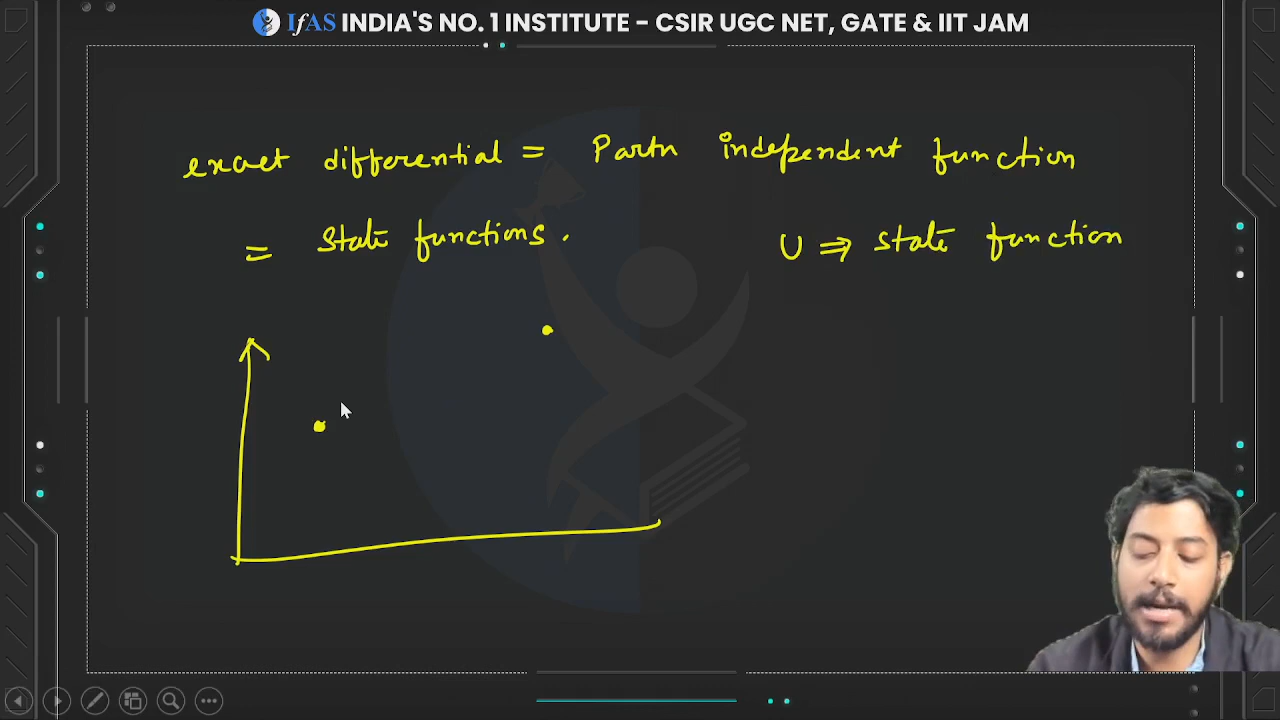 IfAS INDIA'S NO. 1 INSTITUTE – CSIR UGC NET, GATE & IIT JAM
exact differential = Path independent function
= State functions.
U ⇒ state function